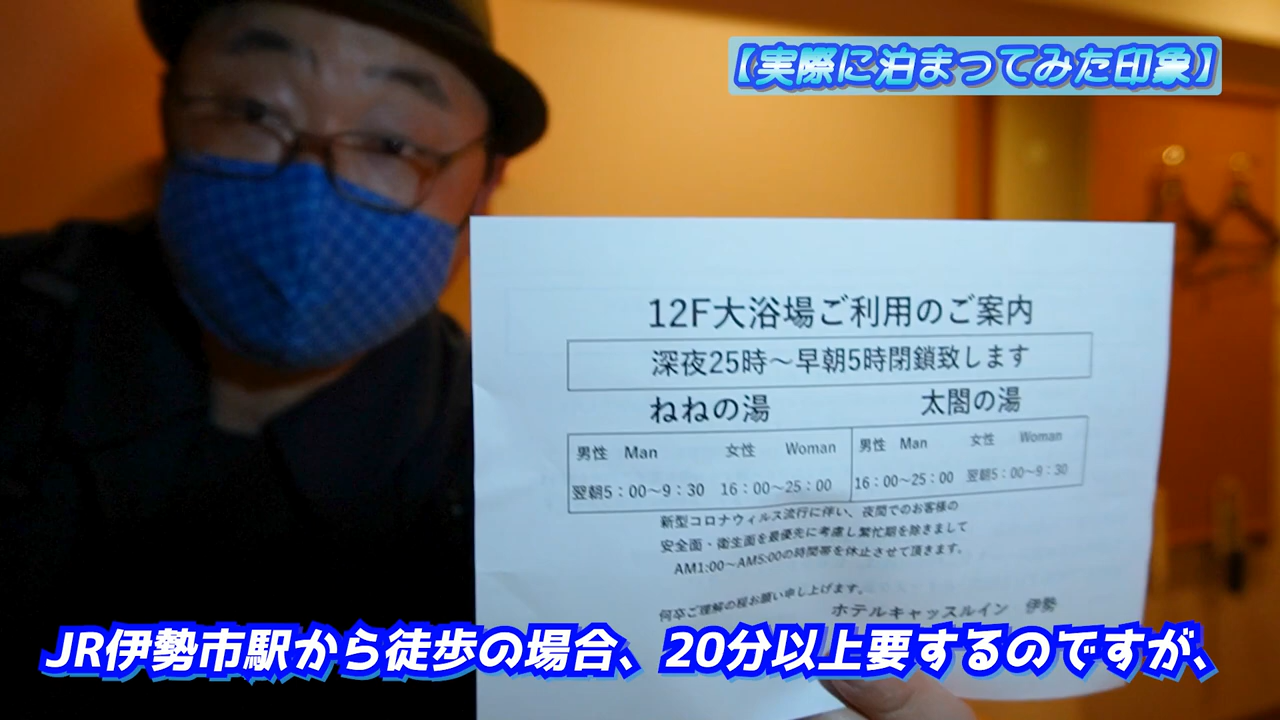 【実際に泊まってみた印象】
12F大浴場ご利用のご案内
深夜25時～早朝5時閉鎖致します
ねねの湯 太閤の湯
男性 Man 女性 Woman 男性 Man 女性 Woman
翌朝5：00～9：30 16：00～25：00 16：00～25：00 翌朝5：00～9：30
新型コロナウィルス流行に伴い、夜間でのお客様の
安全面・衛生面を最優先に考慮し繁忙期を除きまして
AM1:00～AM5:00の時間帯を休止させて頂きます。
何卒ご理解の程お願い申し上げます。
ホテルキャッスルイン 伊勢
JR伊勢市駅から徒歩の場合、20分以上要するのですが、